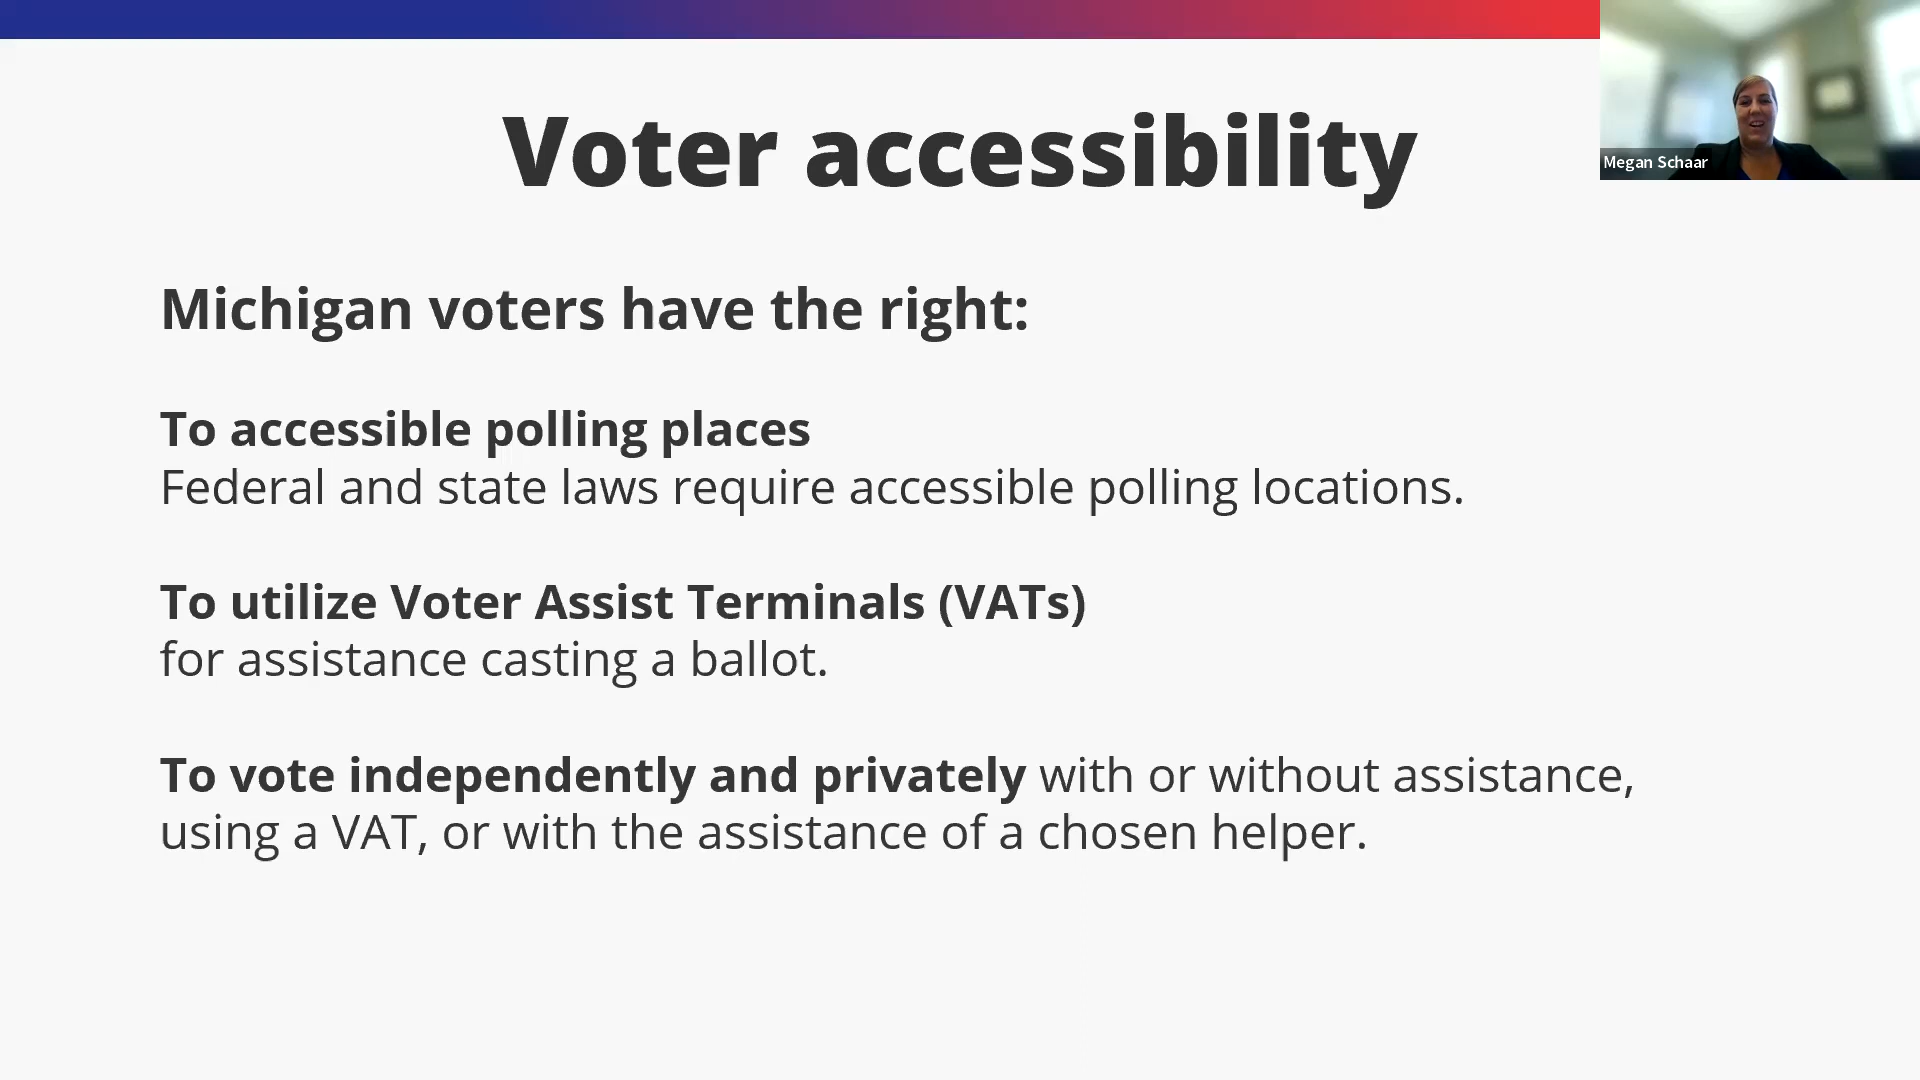 Voter accessibility
Megan Schaar
Michigan voters have the right:
To accessible polling places
Federal and state laws require accessible polling locations.
To utilize Voter Assist Terminals (VATs)
for assistance casting a ballot.
To vote independently and privately with or without assistance,
using a VAT, or with the assistance of a chosen helper.